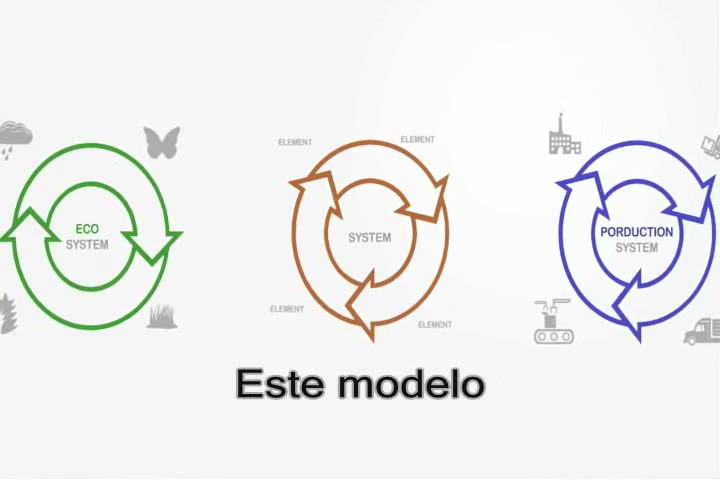 ELEMENT
ELEMENT
ECO
SYSTEM
SYSTEM
PORDUCTION
SYSTEM
ELEMENT
ELEMENT
Este modelo